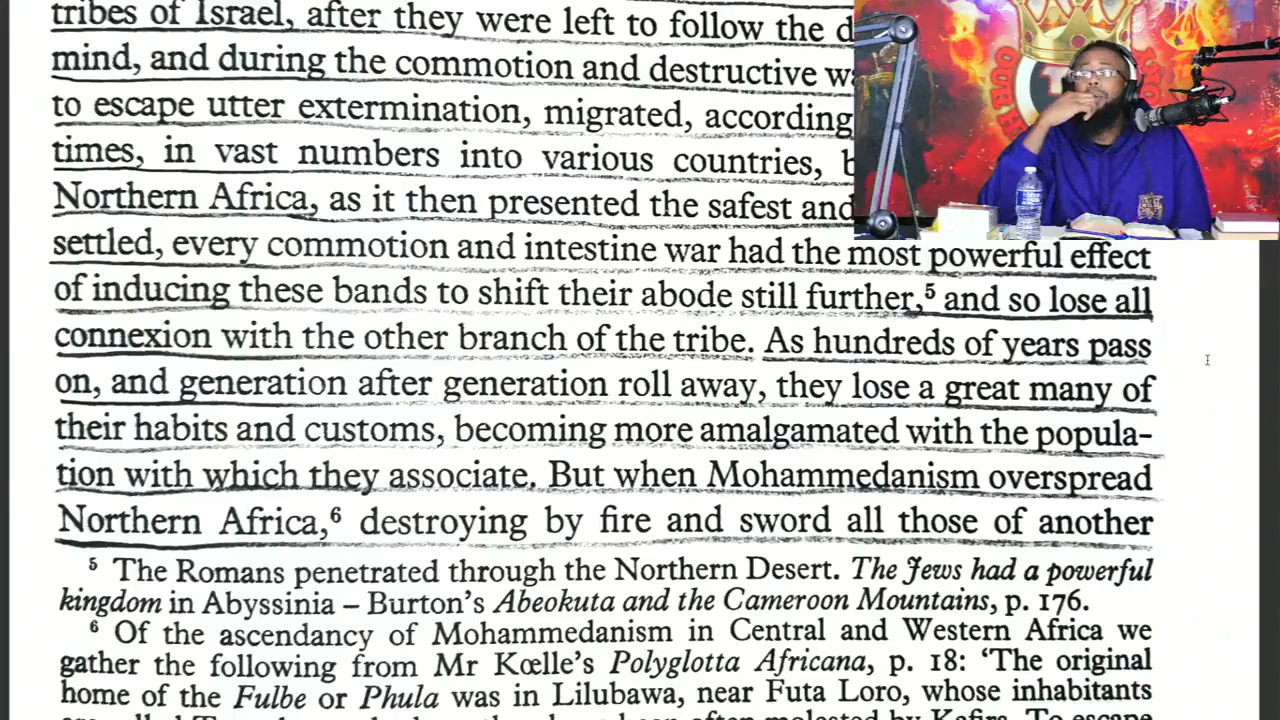 tribes of Israel, after they were left to follow the d
mind, and during the commotion and destructive w
to escape utter extermination, migrated, according
times, in vast numbers into various countries, b
Northern Africa, as it then presented the safest and
settled, every commotion and intestine war had the most powerful effect
of inducing these bands to shift their abode still further,⁵ and so lose all
connexion with the other branch of the tribe. As hundreds of years pass
on, and generation after generation roll away, they lose a great many of
their habits and customs, becoming more amalgamated with the popula-
tion with which they associate. But when Mohammedanism overspread
Northern Africa,⁶ destroying by fire and sword all those of another
⁵ The Romans penetrated through the Northern Desert. The Jews had a powerful
kingdom in Abyssinia – Burton's Abeokuta and the Cameroon Mountains, p. 176.
⁶ Of the ascendancy of Mohammedanism in Central and Western Africa we
gather the following from Mr Kœlle's Polyglotta Africana, p. 18: ‘The original
home of the Fulbe or Phula was in Lilubawa, near Futa Loro, whose inhabitants
OUR